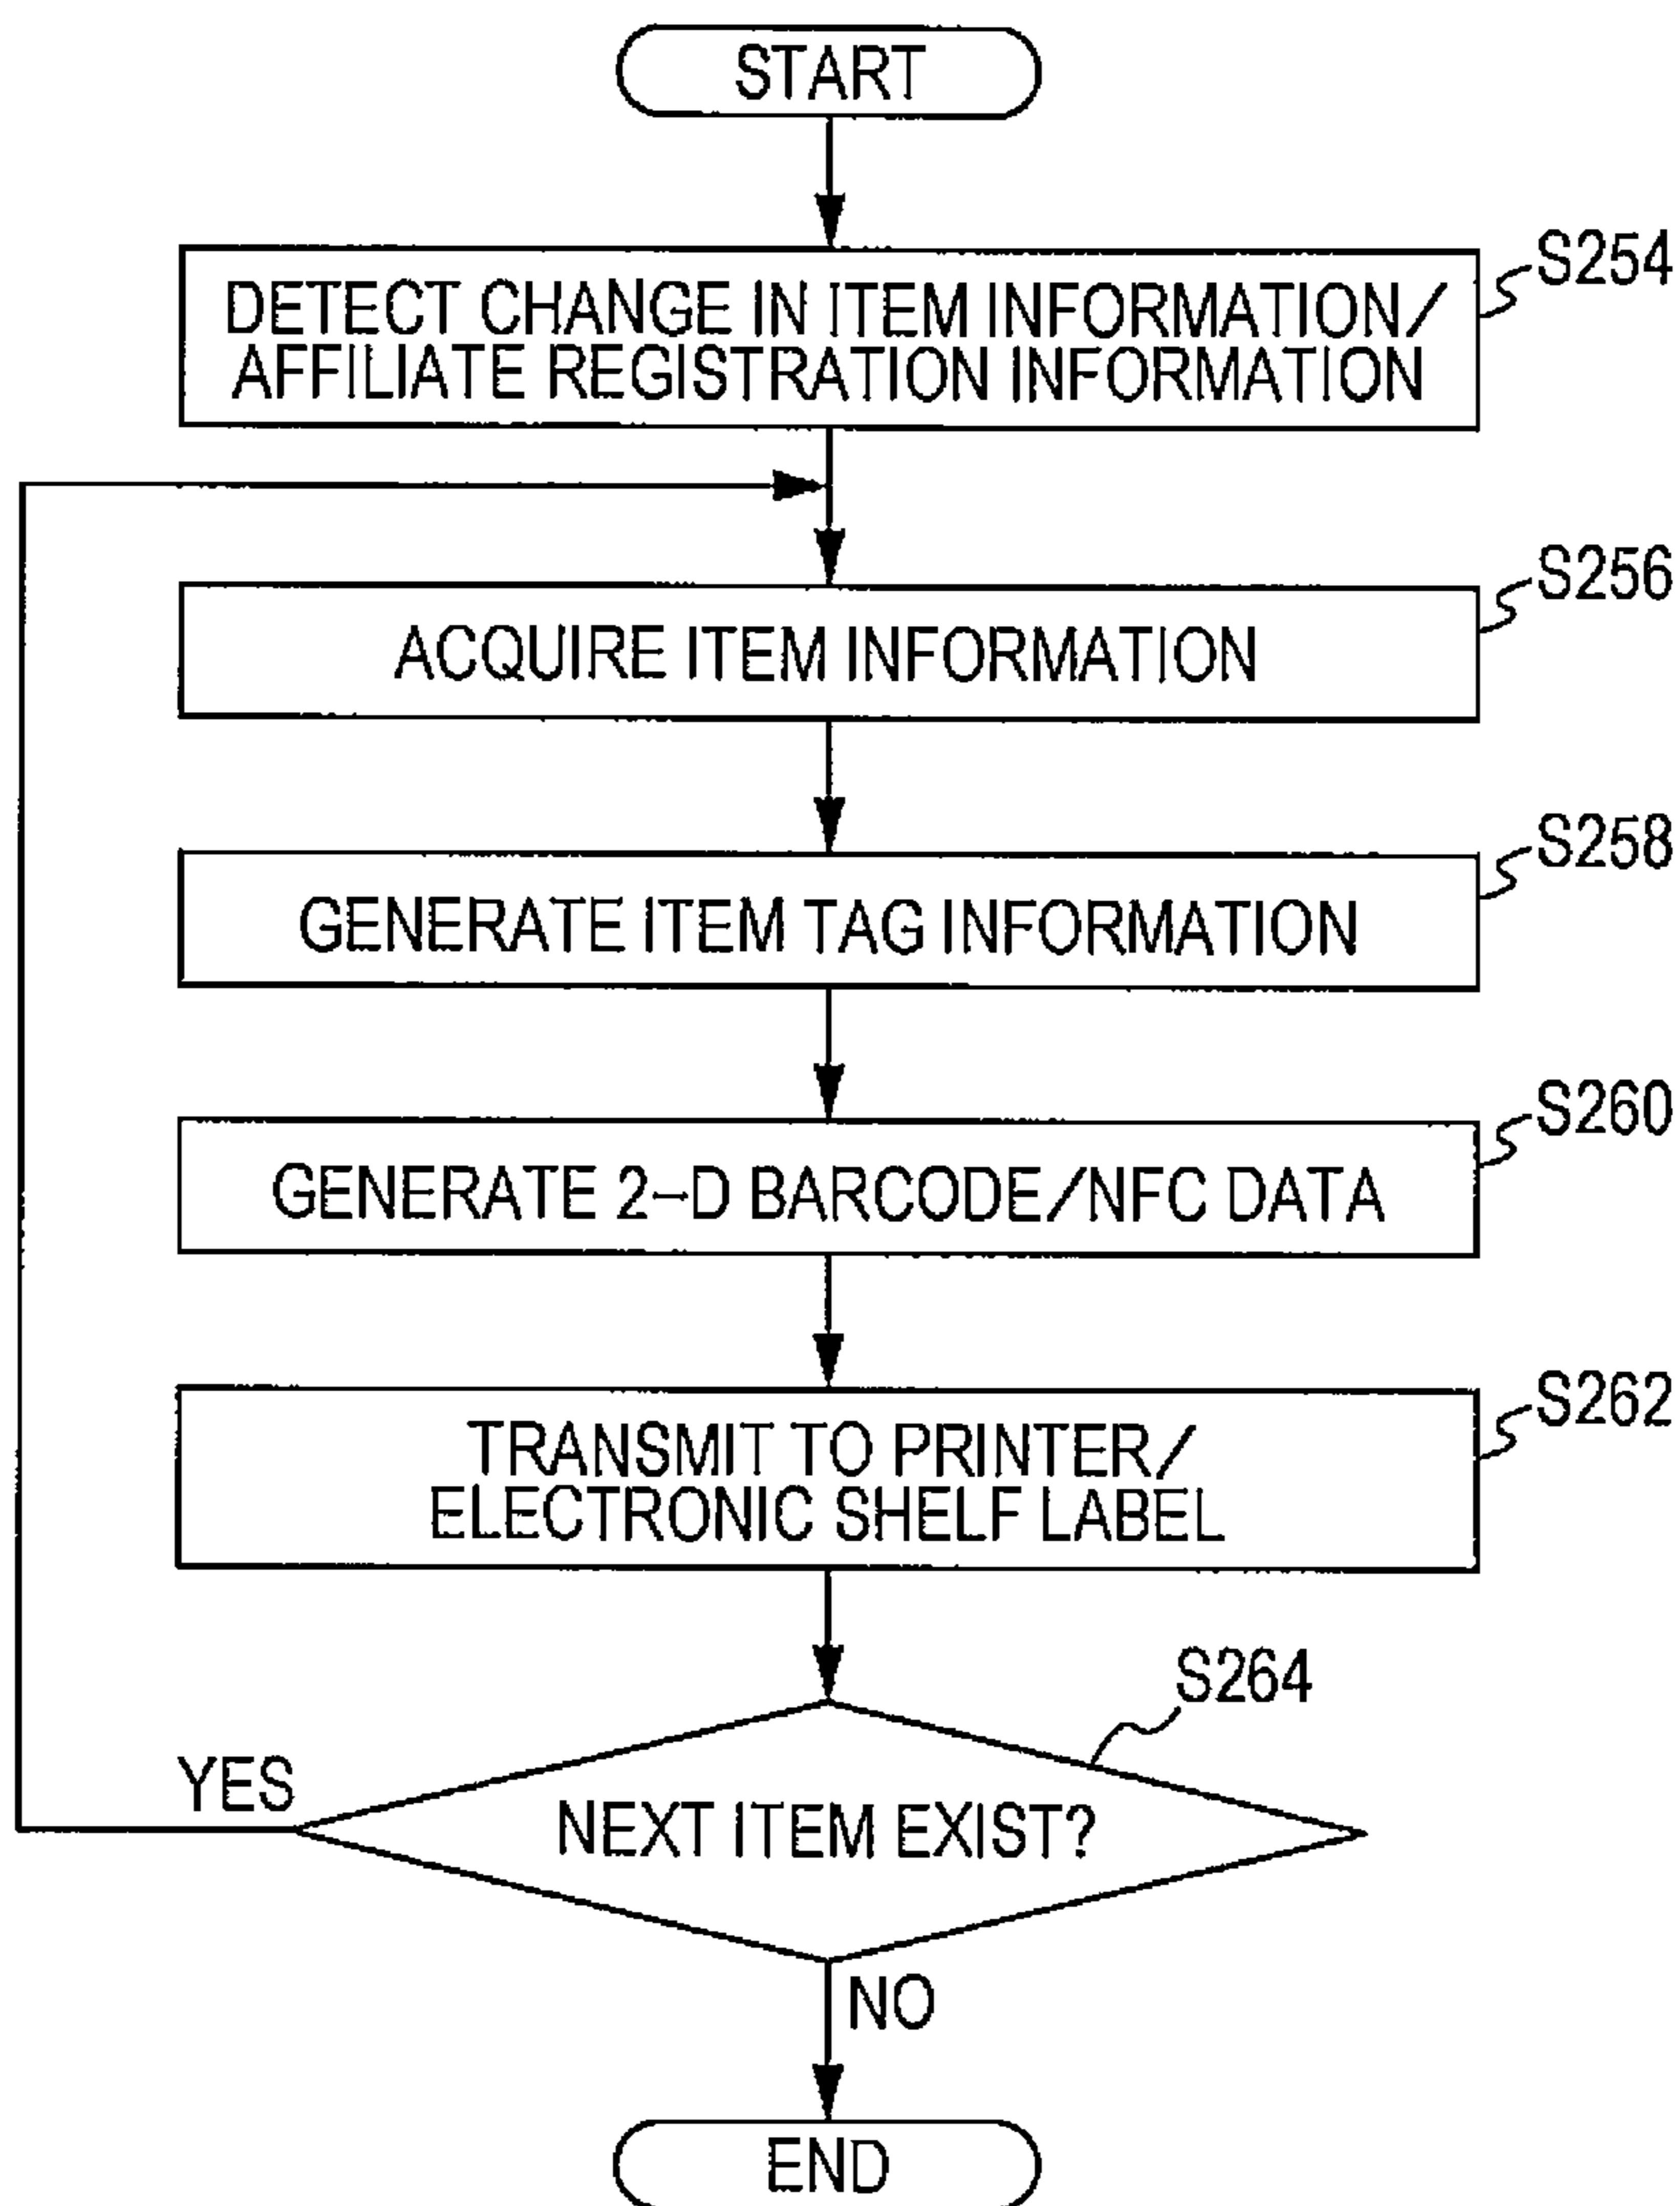 START
S254
DETECT CHANGE IN ITEM INFORMATION/
AFFILIATE REGISTRATION INFORMATION
S256
ACQUIRE ITEM INFORMATION
S258
GENERATE ITEM TAG INFORMATION
S260
GENERATE 2-D BARCODE/NFC DATA
S262
TRANSMIT TO PRINTER/
ELECTRONIC SHELF LABEL
S264
YES
NEXT ITEM EXIST?
NO
END